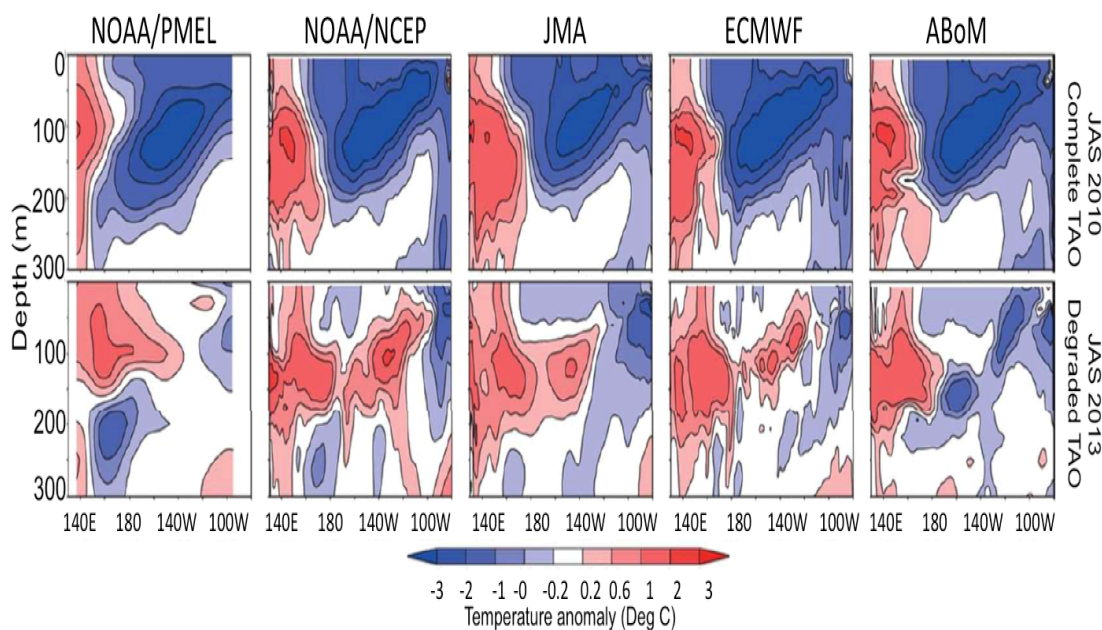 NOAA/PMEL NOAA/NCEP JMA ECMWF ABoM
0
100
200
300
JAS 2010
Complete TAO
Depth (m)
0
100
200
300
JAS 2013
Degraded TAO
140E 180 140W 100W 140E 180 140W 100W 140E 180 140W 100W 140E 180 140W 100W 140E 180 140W 100W
-3 -2 -1 -0 -0.2 0.2 0.6 1 2 3
Temperature anomaly (Deg C)